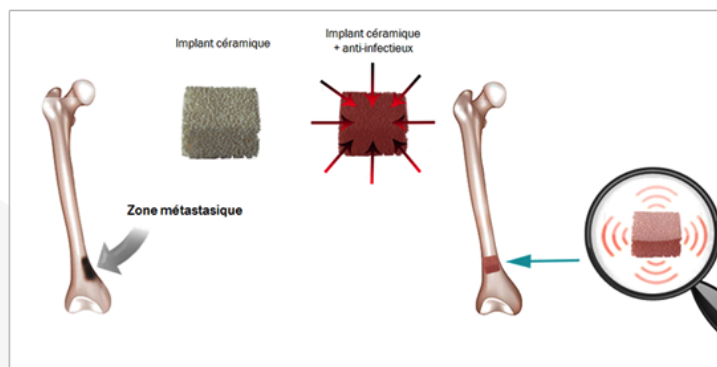 Implant céramique
Implant céramique
+ anti-infectieux
Zone métastasique